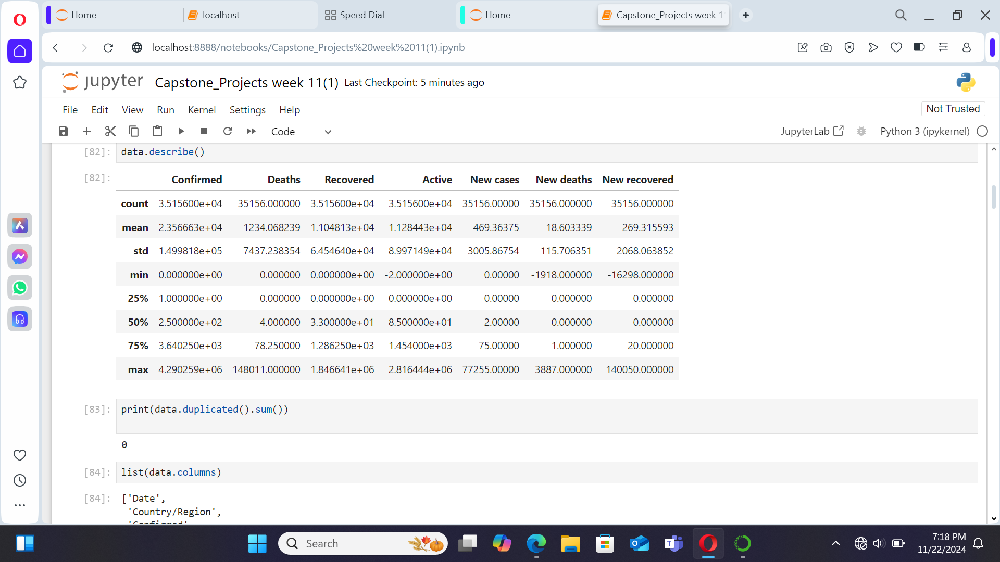 Home
localhost
Speed Dial
Home
Capstone_Projects week 1
localhost:8888/notebooks/Capstone_Projects%20week%2011(1).ipynb
jupyter
Capstone_Projects week 11(1) Last Checkpoint: 5 minutes ago
File Edit View Run Kernel Settings Help
Not Trusted
Code
JupyterLab
Python 3 (ipykernel)
[82]: data.describe()
[82]: Confirmed Deaths Recovered Active New cases New deaths New recovered
count 3.515600e+04 35156.000000 3.515600e+04 3.515600e+04 35156.00000 35156.000000 35156.000000
mean 2.356663e+04 1234.068239 1.104813e+04 1.128443e+04 469.36375 18.603339 269.315593
std 1.499818e+05 7437.238354 6.454640e+04 8.997149e+04 3005.86754 115.706351 2068.063852
min 0.000000e+00 0.000000 0.000000e+00 -2.000000e+00 0.00000 -1918.000000 -16298.000000
25% 1.000000e+00 0.000000 0.000000e+00 0.000000e+00 0.00000 0.000000 0.000000
50% 2.500000e+02 4.000000 3.300000e+01 8.500000e+01 2.00000 0.000000 0.000000
75% 3.640250e+03 78.250000 1.286250e+03 1.454000e+03 75.00000 1.000000 20.000000
max 4.290259e+06 148011.000000 1.846641e+06 2.816444e+06 77255.00000 3887.000000 140050.000000
[83]: print(data.duplicated().sum())
0
[84]: list(data.columns)
[84]: ['Date',
'Country/Region',
'Confirmed'
Search
7:18 PM
11/22/2024